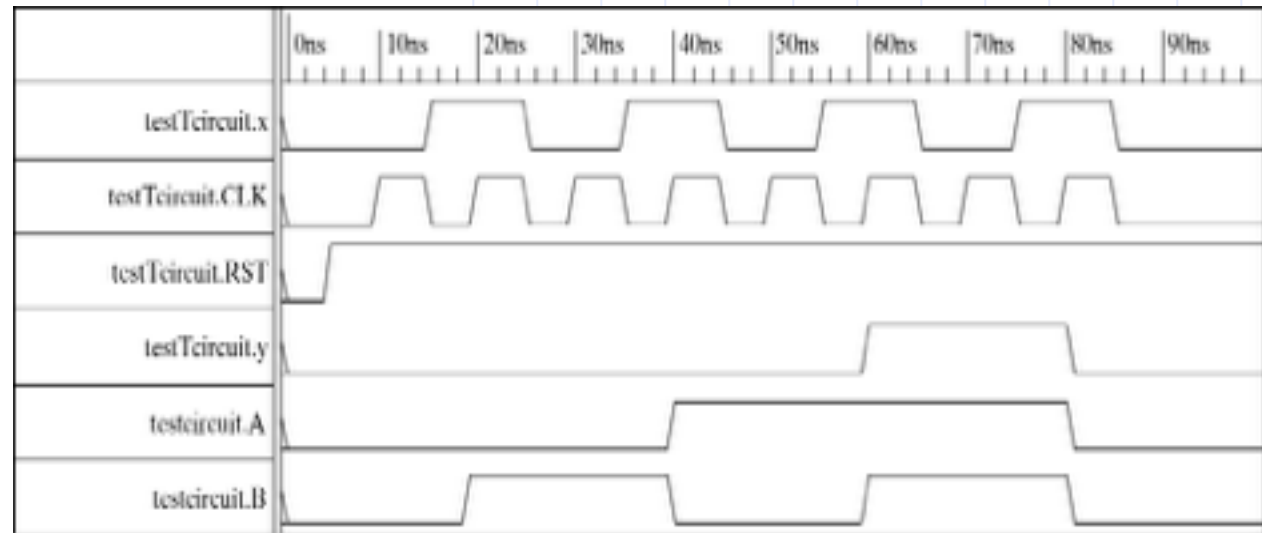 0ns 10ns 20ns 30ns 40ns 50ns 60ns 70ns 80ns 90ns
testTcircuit.x
testTcircuit.CLK
testTcircuit.RST
testTcircuit.y
testcircuit.A
testcircuit.B